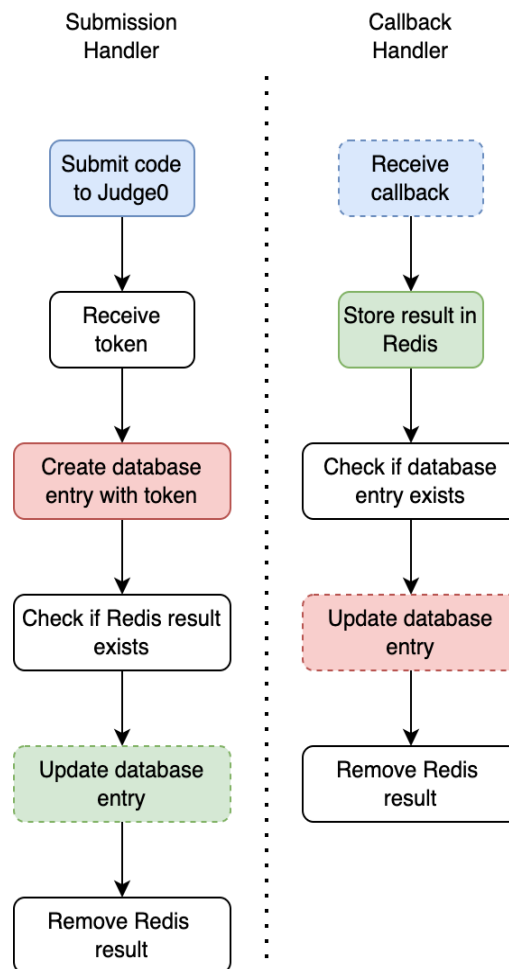 Submission
Handler
Submit code
to Judge0
Receive
token
Create database
entry with token
Check if Redis result
exists
Update database
entry
Remove Redis
result
Callback
Handler
Receive
callback
Store result in
Redis
Check if database
entry exists
Update database
entry
Remove Redis
result